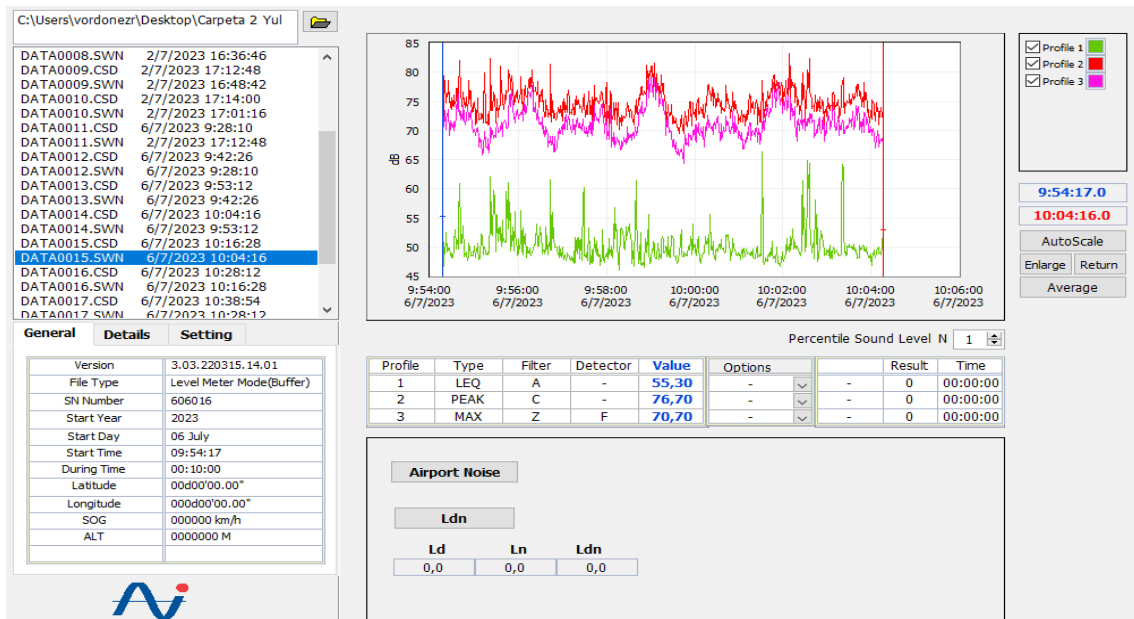 C:\Users\vordonezr\Desktop\Carpeta 2 Yul
DATA0008.SWN 2/7/2023 16:36:46
DATA0009.CSD 2/7/2023 17:12:48
DATA0009.SWN 2/7/2023 16:48:42
DATA0010.CSD 2/7/2023 17:14:00
DATA0010.SWN 2/7/2023 17:01:16
DATA0011.CSD 6/7/2023 9:28:10
DATA0011.SWN 2/7/2023 17:12:48
DATA0012.CSD 6/7/2023 9:42:26
DATA0012.SWN 6/7/2023 9:28:10
DATA0013.CSD 6/7/2023 9:53:12
DATA0013.SWN 6/7/2023 9:42:26
DATA0014.CSD 6/7/2023 10:04:16
DATA0014.SWN 6/7/2023 9:53:12
DATA0015.CSD 6/7/2023 10:16:28
DATA0015.SWN 6/7/2023 10:04:16
DATA0016.CSD 6/7/2023 10:28:12
DATA0016.SWN 6/7/2023 10:16:28
DATA0017.CSD 6/7/2023 10:38:54
DATA0017.SWN 6/7/2023 10:28:12
General Details Setting
Version 3.03.220315.14.01
File Type Level Meter Mode(Buffer)
SN Number 606016
Start Year 2023
Start Day 06 July
Start Time 09:54:17
During Time 00:10:00
Latitude 00d00'00.00"
Longitude 000d00'00.00"
SOG 000000 km/h
ALT 0000000 M
85
80
75
70
65
60
55
50
45
dB
9:54:00 9:56:00 9:58:00 10:00:00 10:02:00 10:04:00 10:06:00
6/7/2023 6/7/2023 6/7/2023 6/7/2023 6/7/2023 6/7/2023 6/7/2023
Profile 1
Profile 2
Profile 3
9:54:17.0
10:04:16.0
AutoScale
Enlarge Return
Average
Percentile Sound Level N 1
Profile Type Filter Detector Value Options Result Time
1 LEQ A - 55,30 - - 0 00:00:00
2 PEAK C - 76,70 - - 0 00:00:00
3 MAX Z F 70,70 - - 0 00:00:00
Airport Noise
Ldn
Ld Ln Ldn
0,0 0,0 0,0